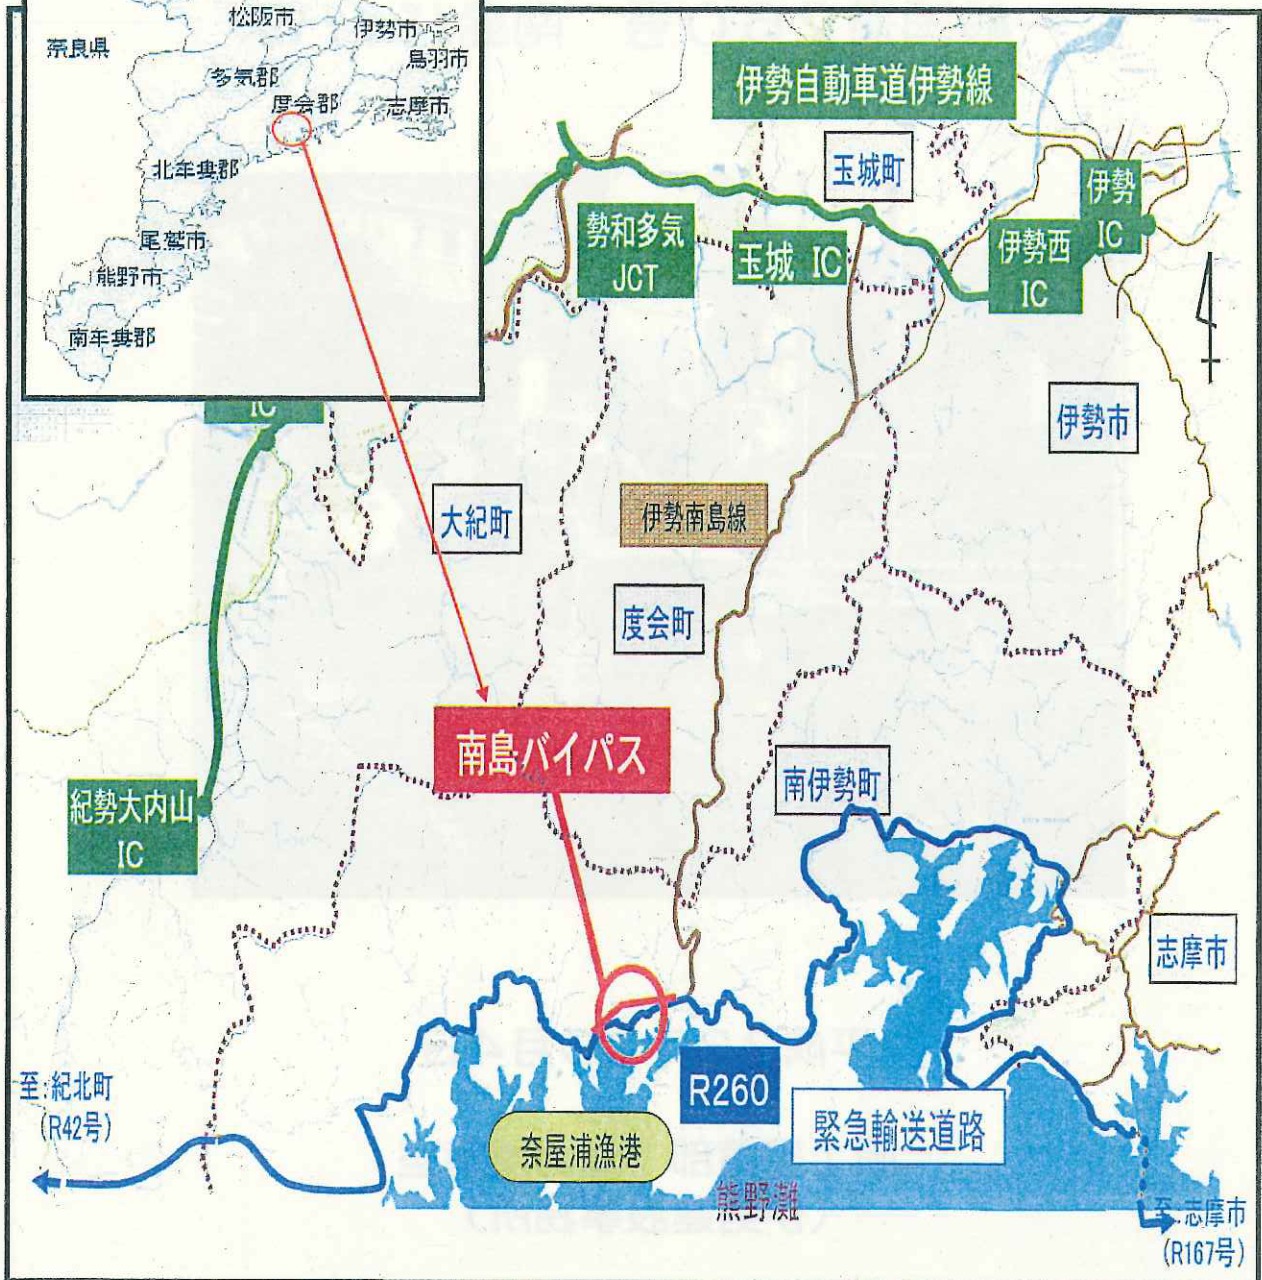 松阪市
伊勢市
奈良県
鳥羽市
多気郡
度会郡
志摩市
北牟婁郡
尾鷲市
熊野市
南牟婁郡
伊勢自動車道伊勢線
玉城町
伊勢
IC
勢和多気
JCT
玉城 IC
伊勢西
IC
IC
伊勢市
大紀町
伊勢南島線
度会町
南島バイパス
南伊勢町
紀勢大内山
IC
志摩市
至:紀北町
(R42号)
R260
緊急輸送道路
奈屋浦漁港
熊野灘
至:志摩市
(R167号)